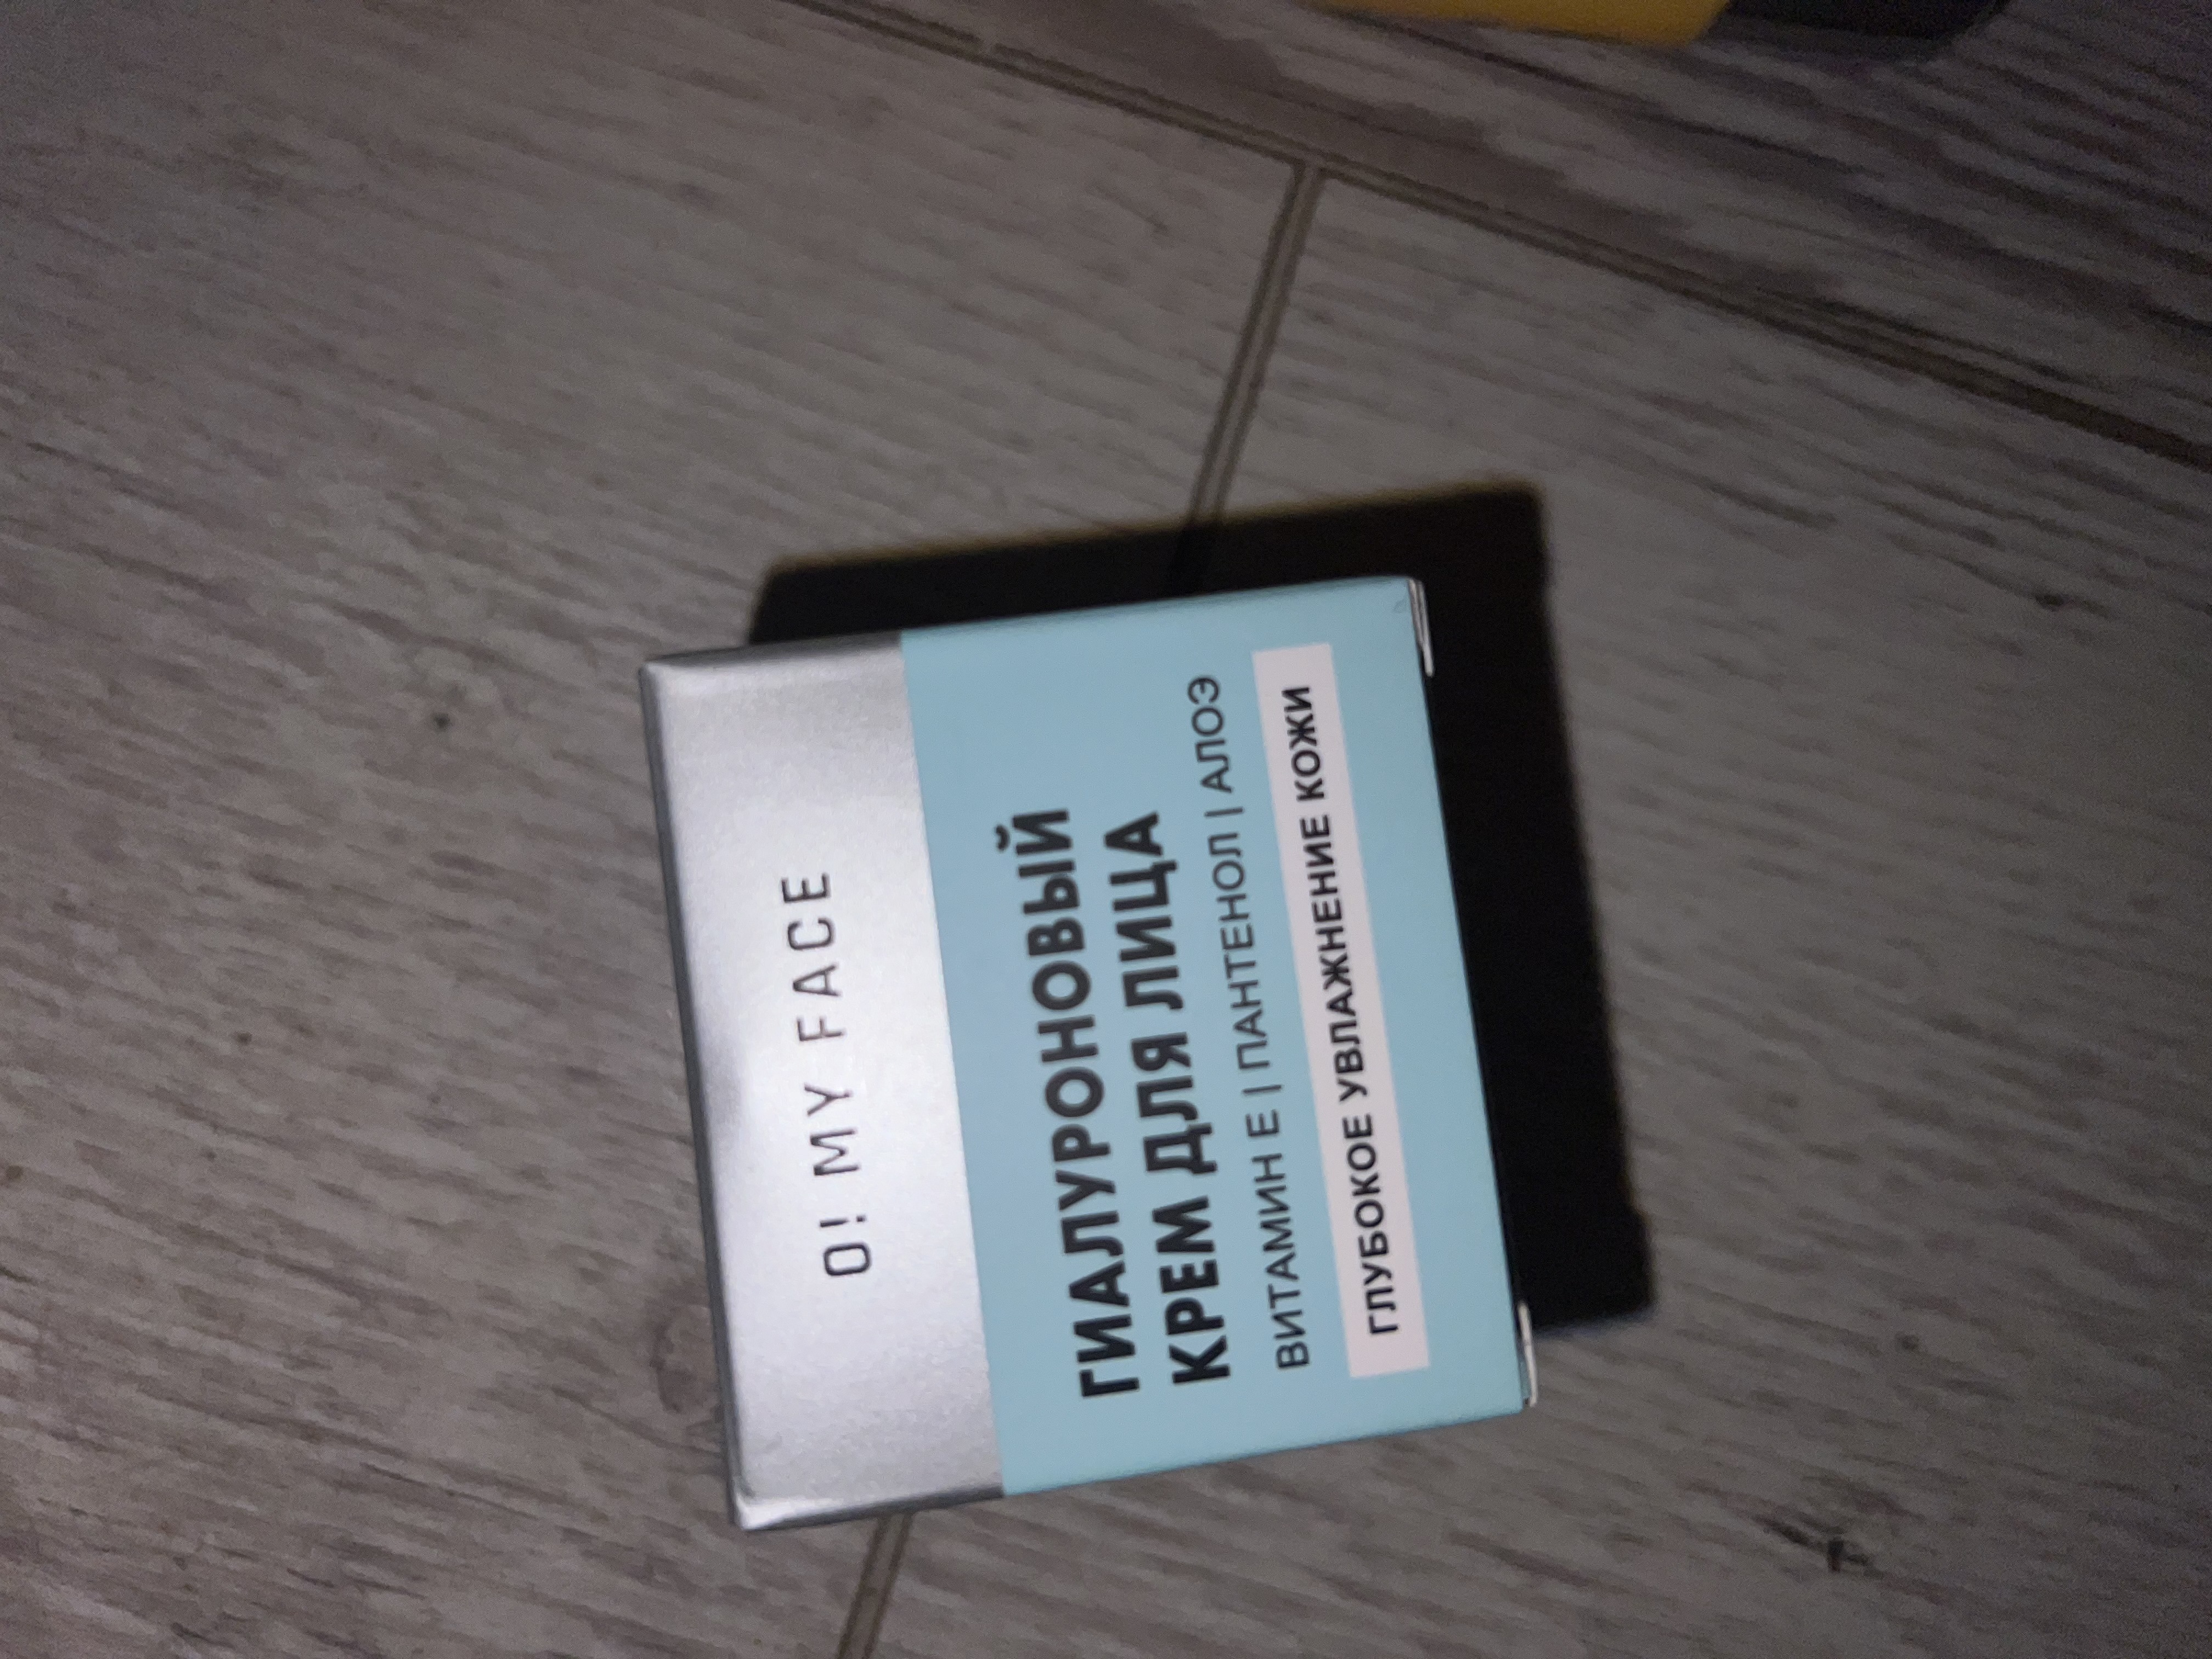 O! MY FACE
ГИАЛУРОНОВЫЙ
КРЕМ ДЛЯ ЛИЦА
ВИТАМИН Е | ПАНТЕНОЛ | АЛОЭ
ГЛУБОКОЕ УВЛАЖНЕНИЕ КОЖИ